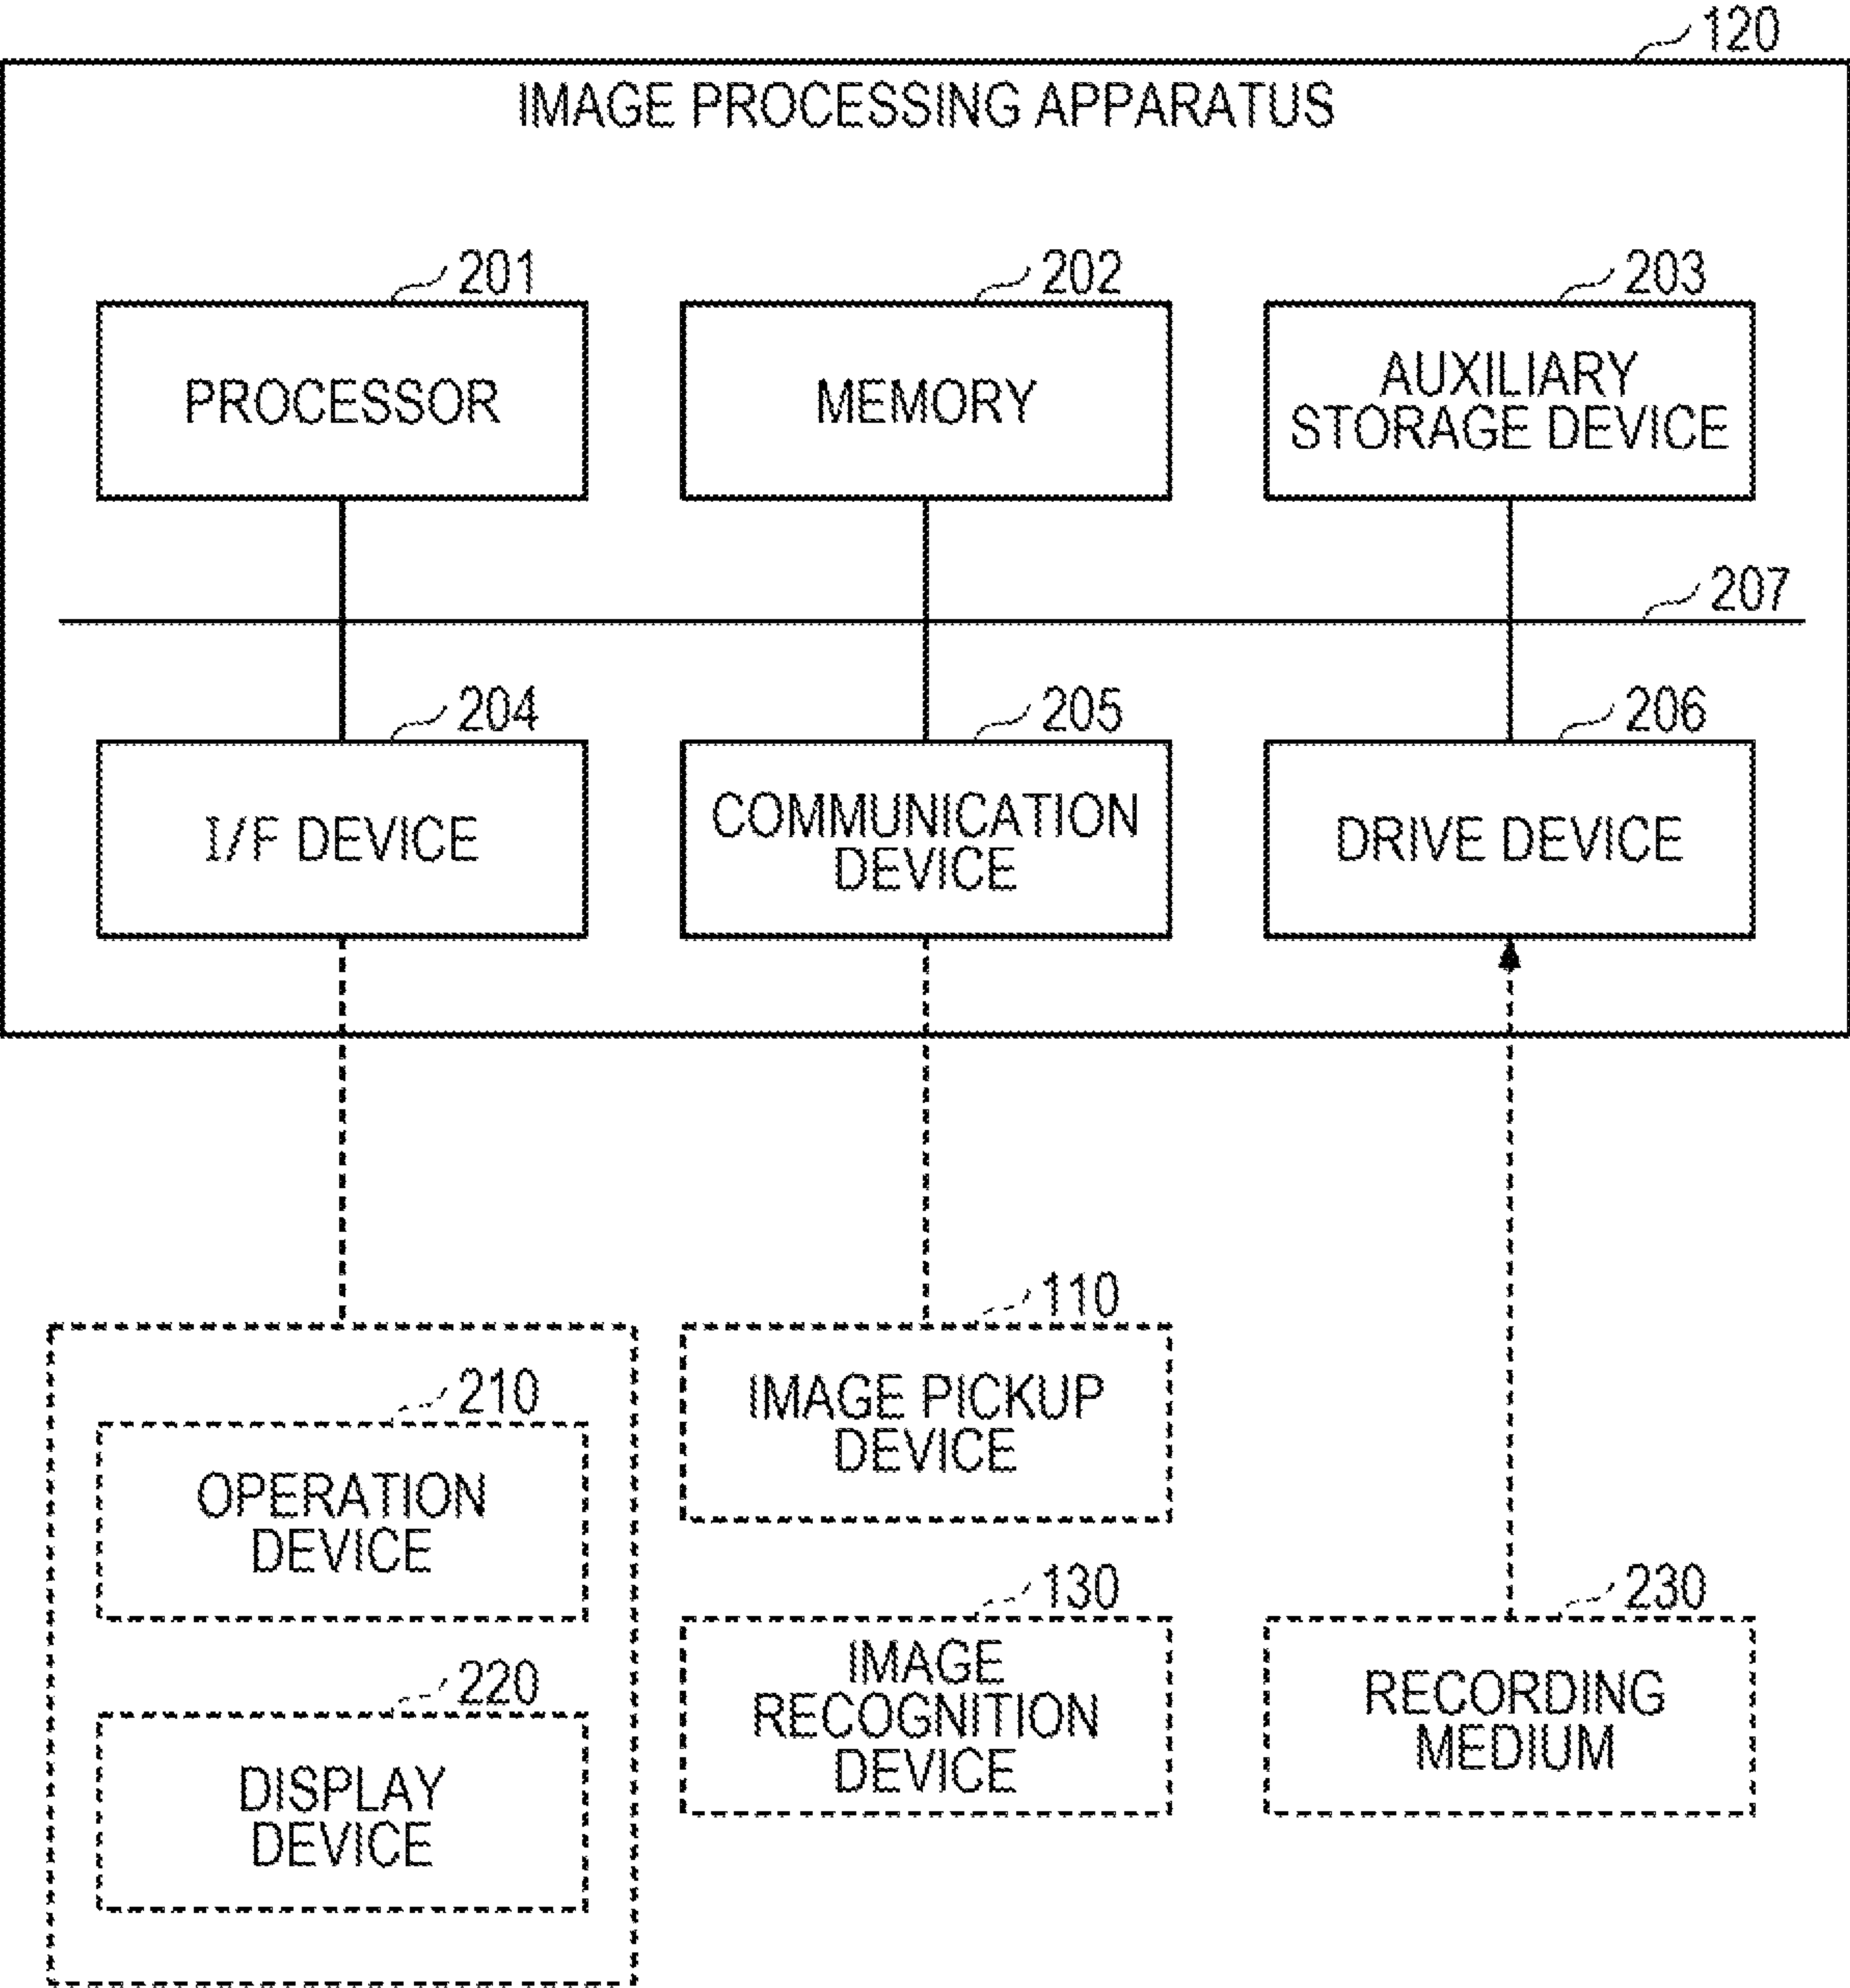 120
IMAGE PROCESSING APPARATUS
201
202
203
PROCESSOR
MEMORY
AUXILIARY
STORAGE DEVICE
207
204
205
206
I/F DEVICE
COMMUNICATION
DEVICE
DRIVE DEVICE
110
IMAGE PICKUP
DEVICE
210
OPERATION
DEVICE
130
IMAGE
RECOGNITION
DEVICE
230
RECORDING
MEDIUM
220
DISPLAY
DEVICE